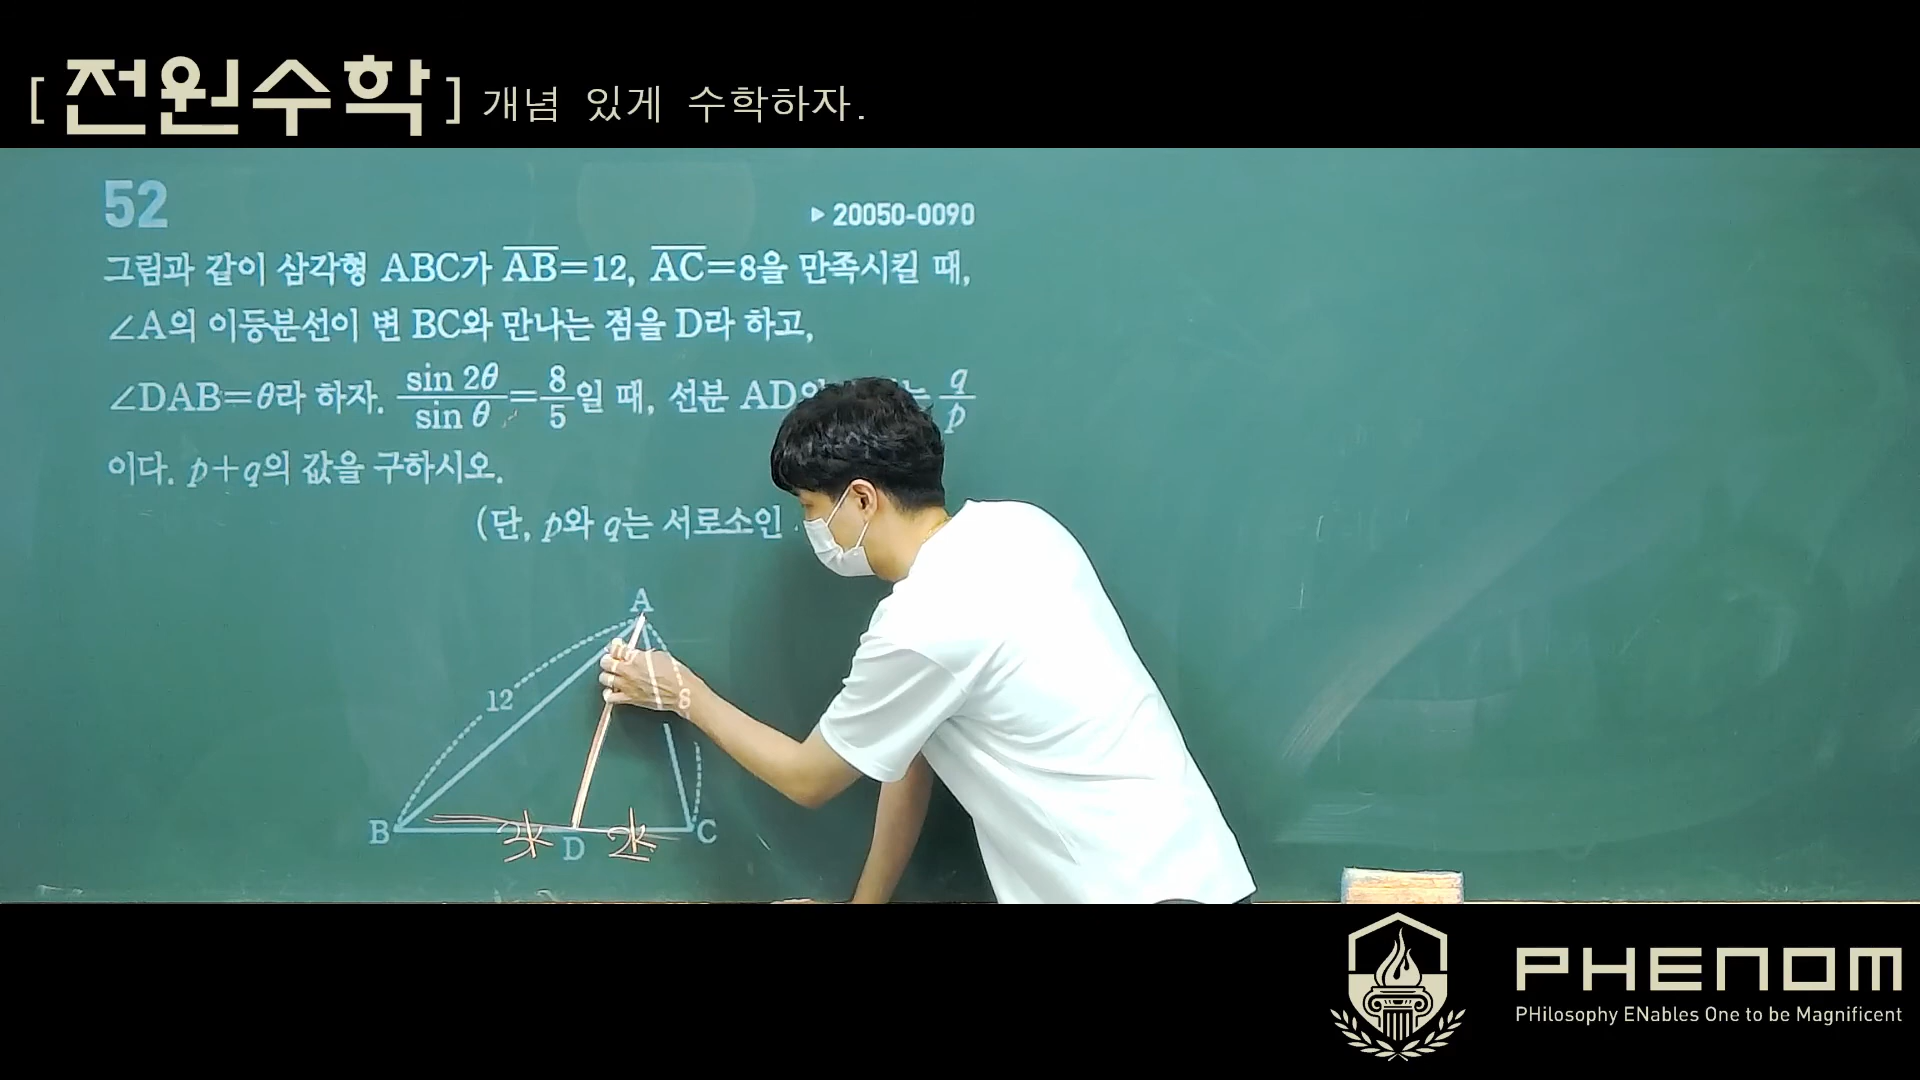 [전원수학] 개념 있게 수학하자.
52
▶ 20050-0090
그림과 같이 삼각형 ABC가 AB=12, AC=8을 만족시킬 때,
∠A의 이등분선이 변 BC와 만나는 점을 D라 하고,
∠DAB=θ라 하자. sin 2θ/sin θ=8/5일 때, 선분 AD q/p
이다. p+q의 값을 구하시오.
(단, p와 q는 서로소인
A
12
8
B
D
C
PHENOM
PHilosophy ENables One to be Magnificent